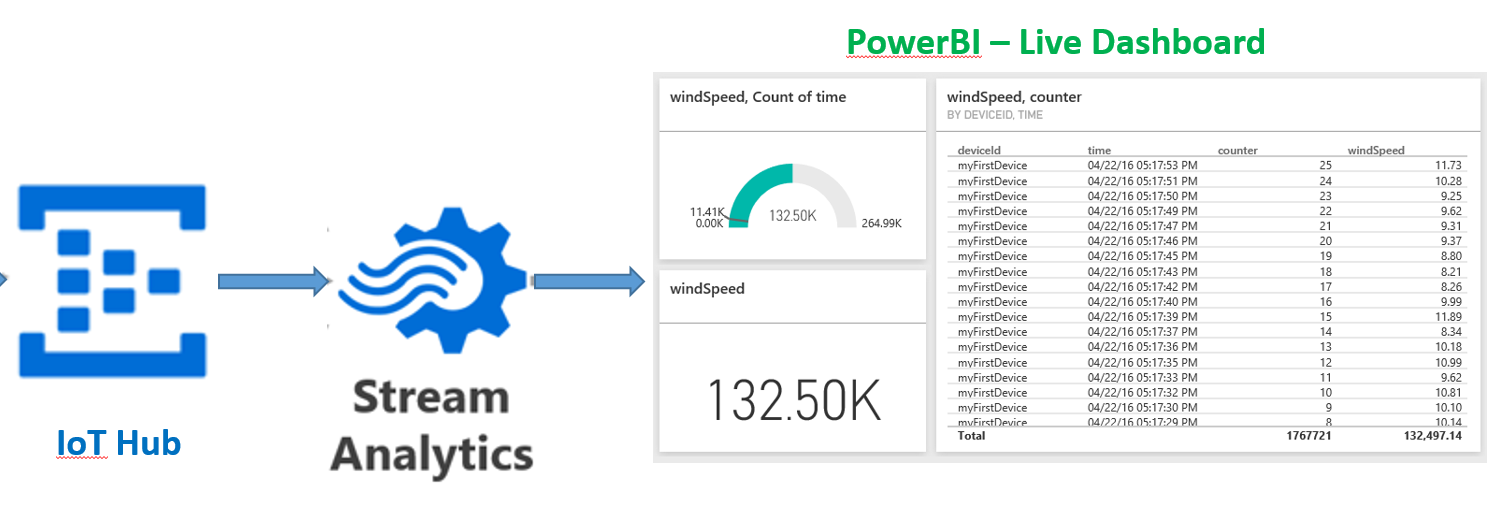 PowerBI – Live Dashboard
IoT Hub
Stream
Analytics
windSpeed, Count of time
11.41K
0.00K
132.50K
264.99K
windSpeed
132.50K
windSpeed, counter
BY DEVICEID, TIME
deviceId time counter windSpeed
myFirstDevice 04/22/16 05:17:53 PM 25 11.73
myFirstDevice 04/22/16 05:17:51 PM 24 10.28
myFirstDevice 04/22/16 05:17:50 PM 23 9.25
myFirstDevice 04/22/16 05:17:49 PM 22 9.62
myFirstDevice 04/22/16 05:17:47 PM 21 9.31
myFirstDevice 04/22/16 05:17:46 PM 20 9.37
myFirstDevice 04/22/16 05:17:45 PM 19 8.80
myFirstDevice 04/22/16 05:17:43 PM 18 8.21
myFirstDevice 04/22/16 05:17:42 PM 17 8.26
myFirstDevice 04/22/16 05:17:40 PM 16 9.99
myFirstDevice 04/22/16 05:17:39 PM 15 11.89
myFirstDevice 04/22/16 05:17:37 PM 14 8.34
myFirstDevice 04/22/16 05:17:36 PM 13 10.18
myFirstDevice 04/22/16 05:17:35 PM 12 10.99
myFirstDevice 04/22/16 05:17:33 PM 11 9.62
myFirstDevice 04/22/16 05:17:32 PM 10 10.81
myFirstDevice 04/22/16 05:17:30 PM 9 10.10
myFirstDevice 04/22/16 05:17:29 PM 8 10.14
Total 1767721 132,497.14